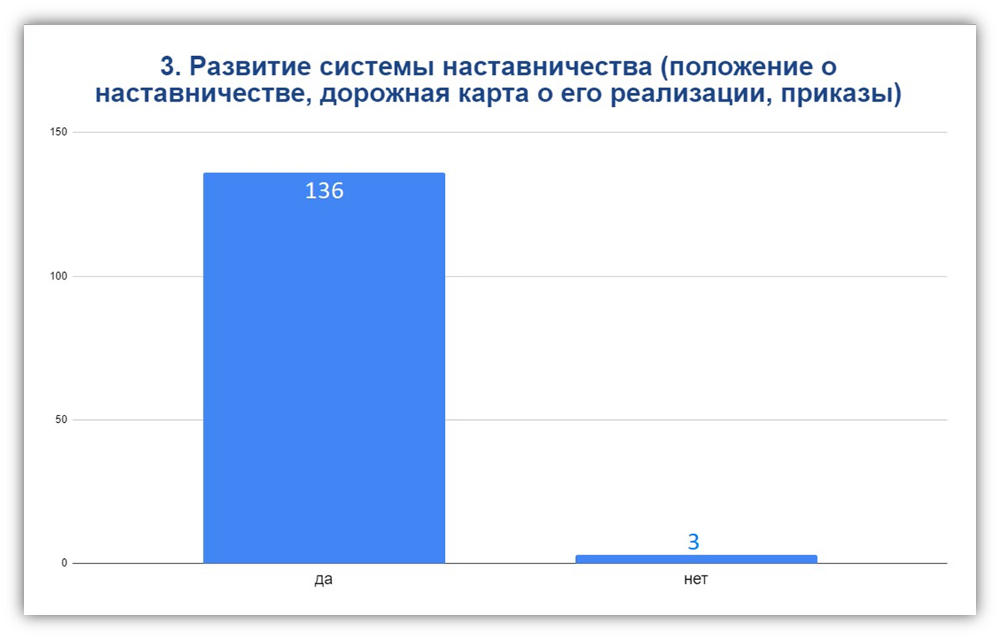 3. Развитие системы наставничества (положение о
наставничестве, дорожная карта о его реализации, приказы)
150
136
100
50
3
0
да
нет